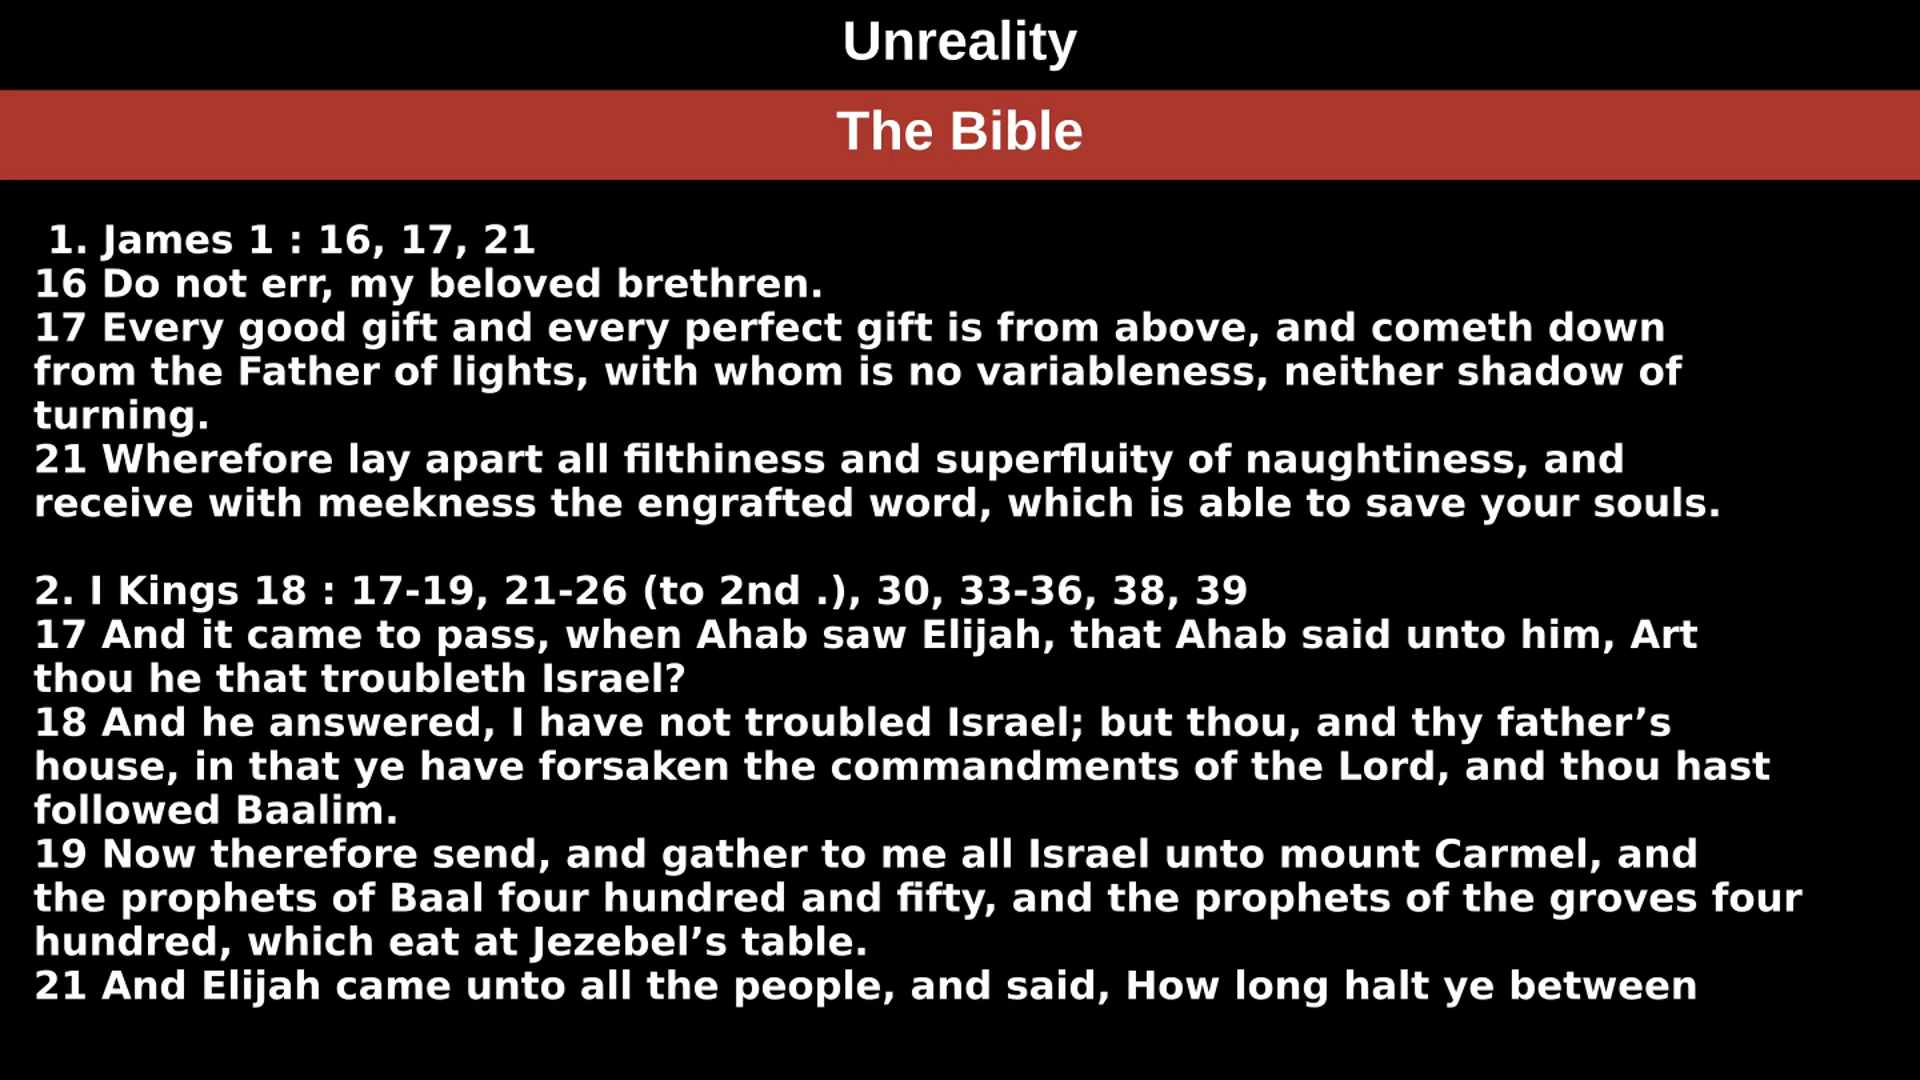 Unreality
The Bible
1. James 1 : 16, 17, 21
16 Do not err, my beloved brethren.
17 Every good gift and every perfect gift is from above, and cometh down
from the Father of lights, with whom is no variableness, neither shadow of
turning.
21 Wherefore lay apart all filthiness and superfluity of naughtiness, and
receive with meekness the engrafted word, which is able to save your souls.
2. I Kings 18 : 17-19, 21-26 (to 2nd .), 30, 33-36, 38, 39
17 And it came to pass, when Ahab saw Elijah, that Ahab said unto him, Art
thou he that troubleth Israel?
18 And he answered, I have not troubled Israel; but thou, and thy father’s
house, in that ye have forsaken the commandments of the Lord, and thou hast
followed Baalim.
19 Now therefore send, and gather to me all Israel unto mount Carmel, and
the prophets of Baal four hundred and fifty, and the prophets of the groves four
hundred, which eat at Jezebel’s table.
21 And Elijah came unto all the people, and said, How long halt ye between